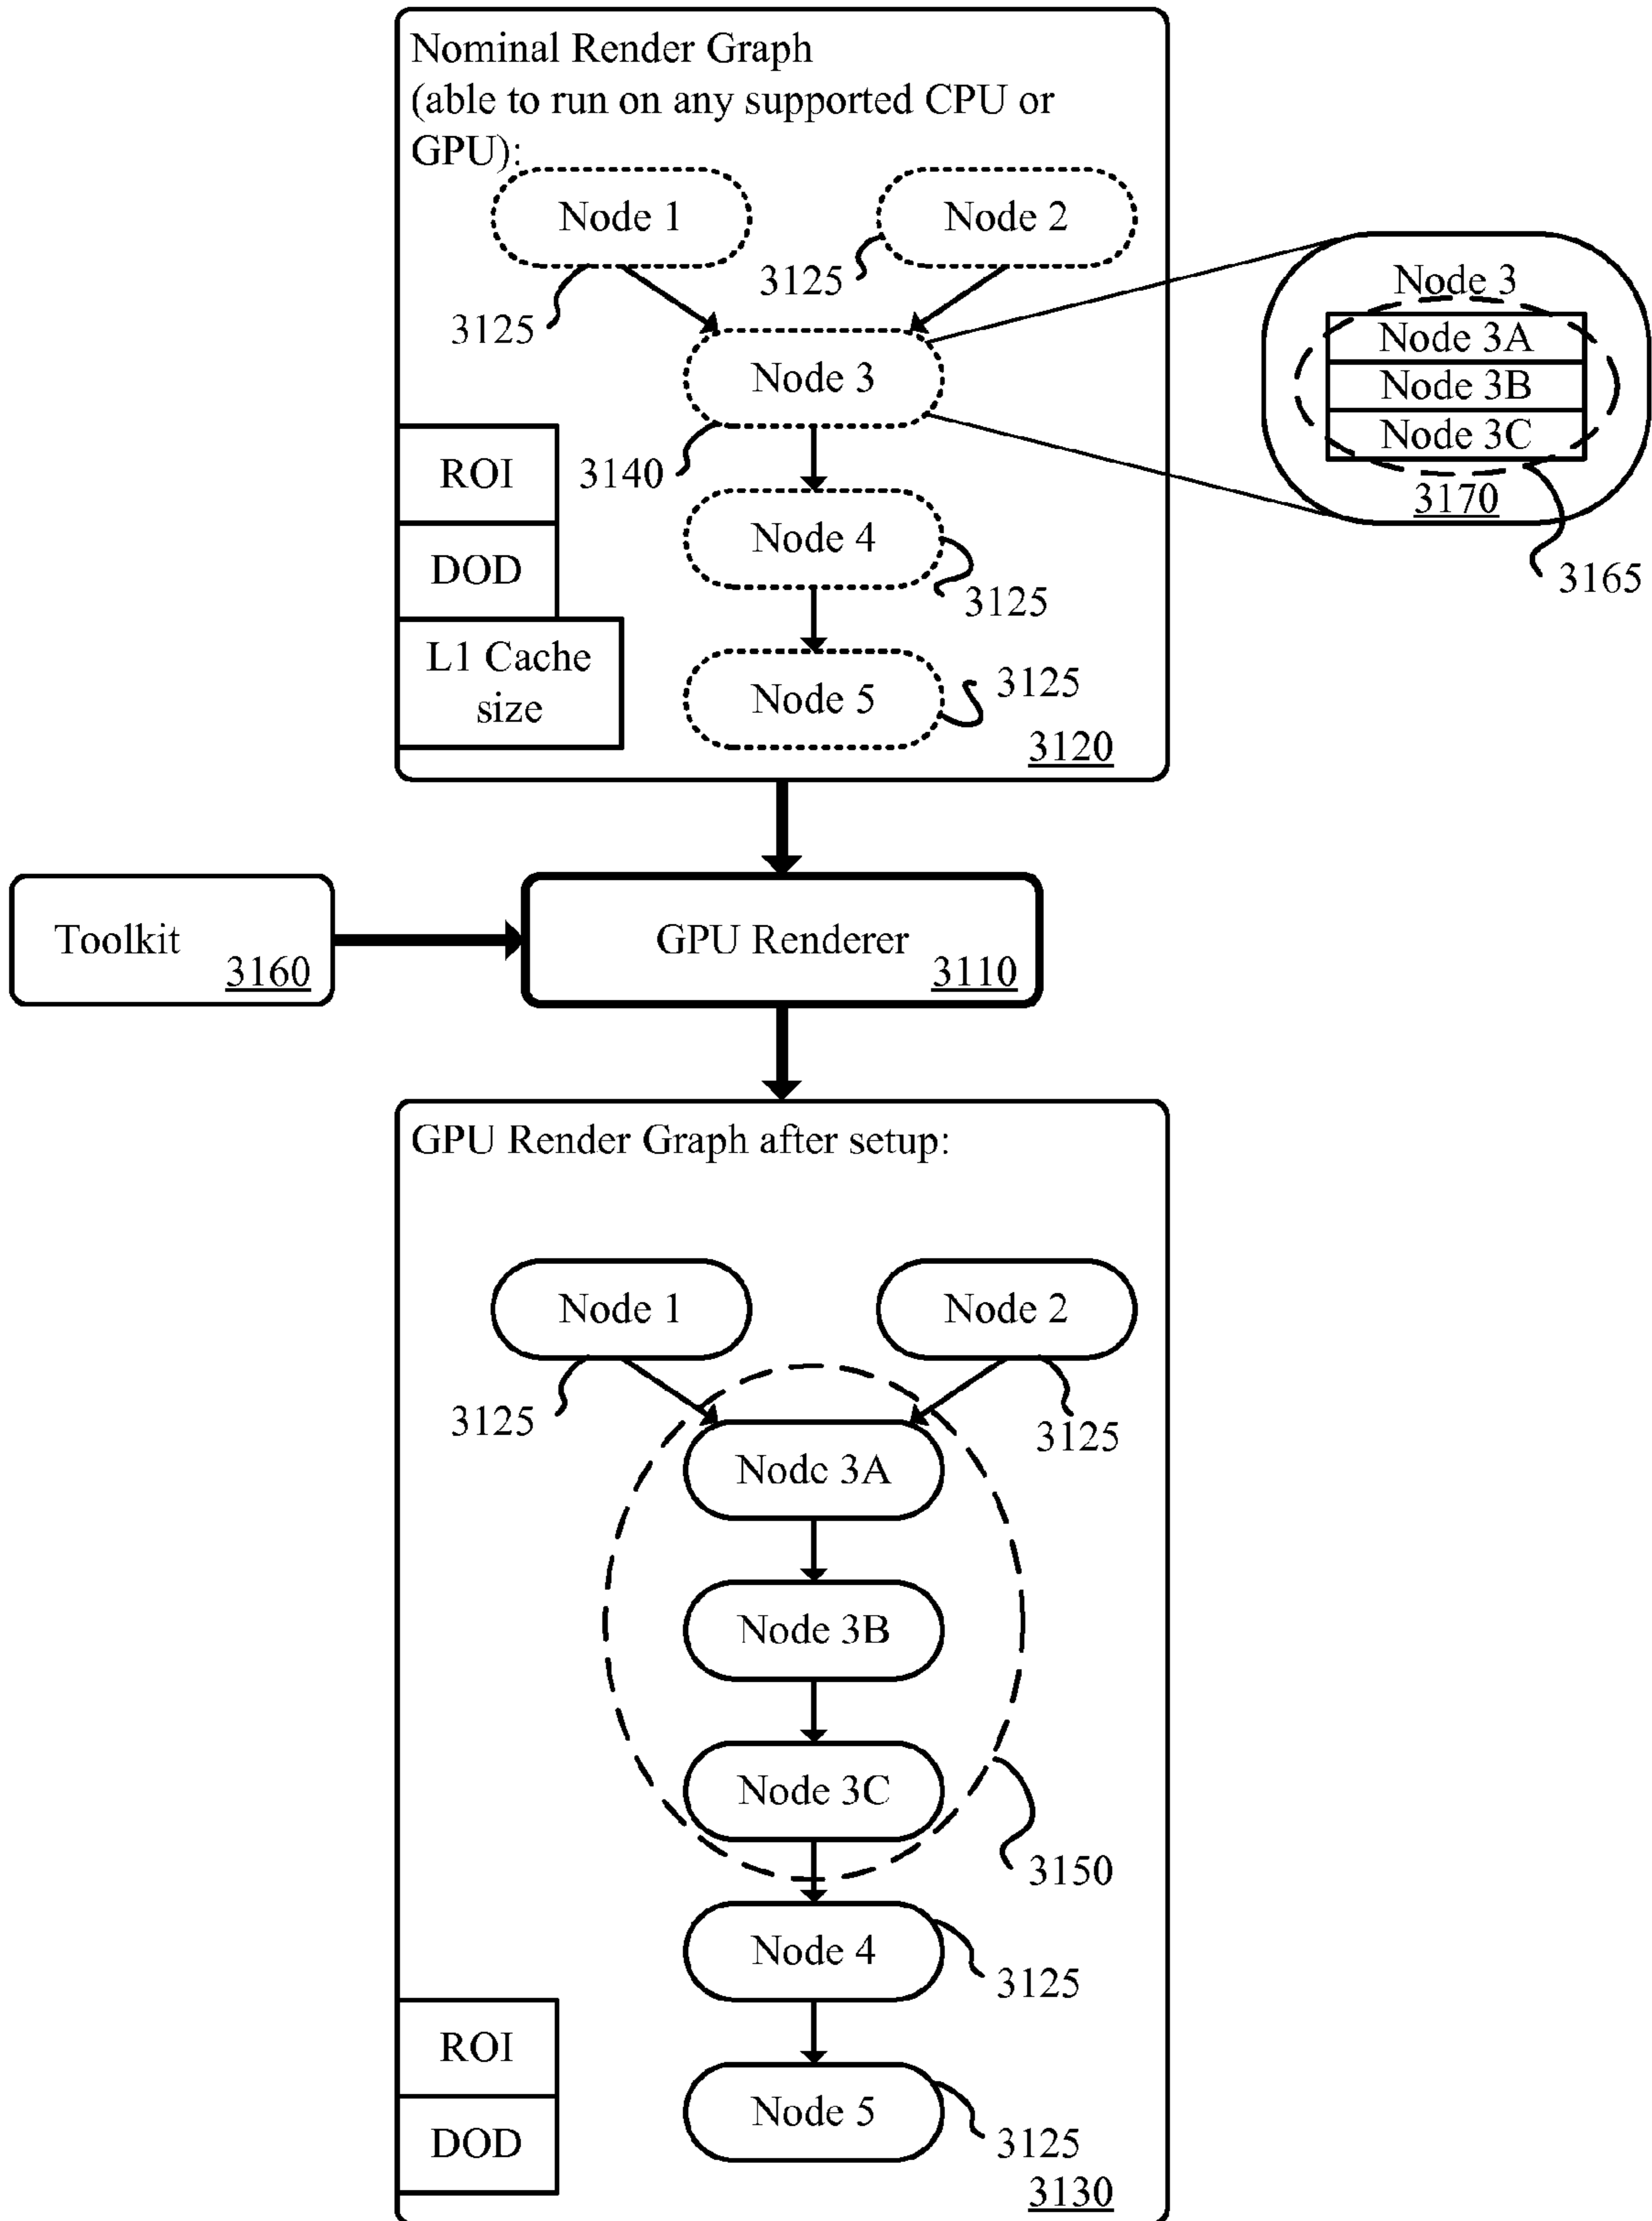 Nominal Render Graph
(able to run on any supported CPU or
GPU):
Node 1
Node 2
3125
3125
Node 3
3140
Node 3
Node 3A
Node 3B
Node 3C
3170
3165
ROI
DOD
L1 Cache
size
Node 4
3125
Node 5
3125
3120
Toolkit
3160
GPU Renderer
3110
GPU Render Graph after setup:
Node 1
Node 2
3125
3125
Node 3A
Node 3B
Node 3C
3150
Node 4
3125
ROI
DOD
Node 5
3125
3130